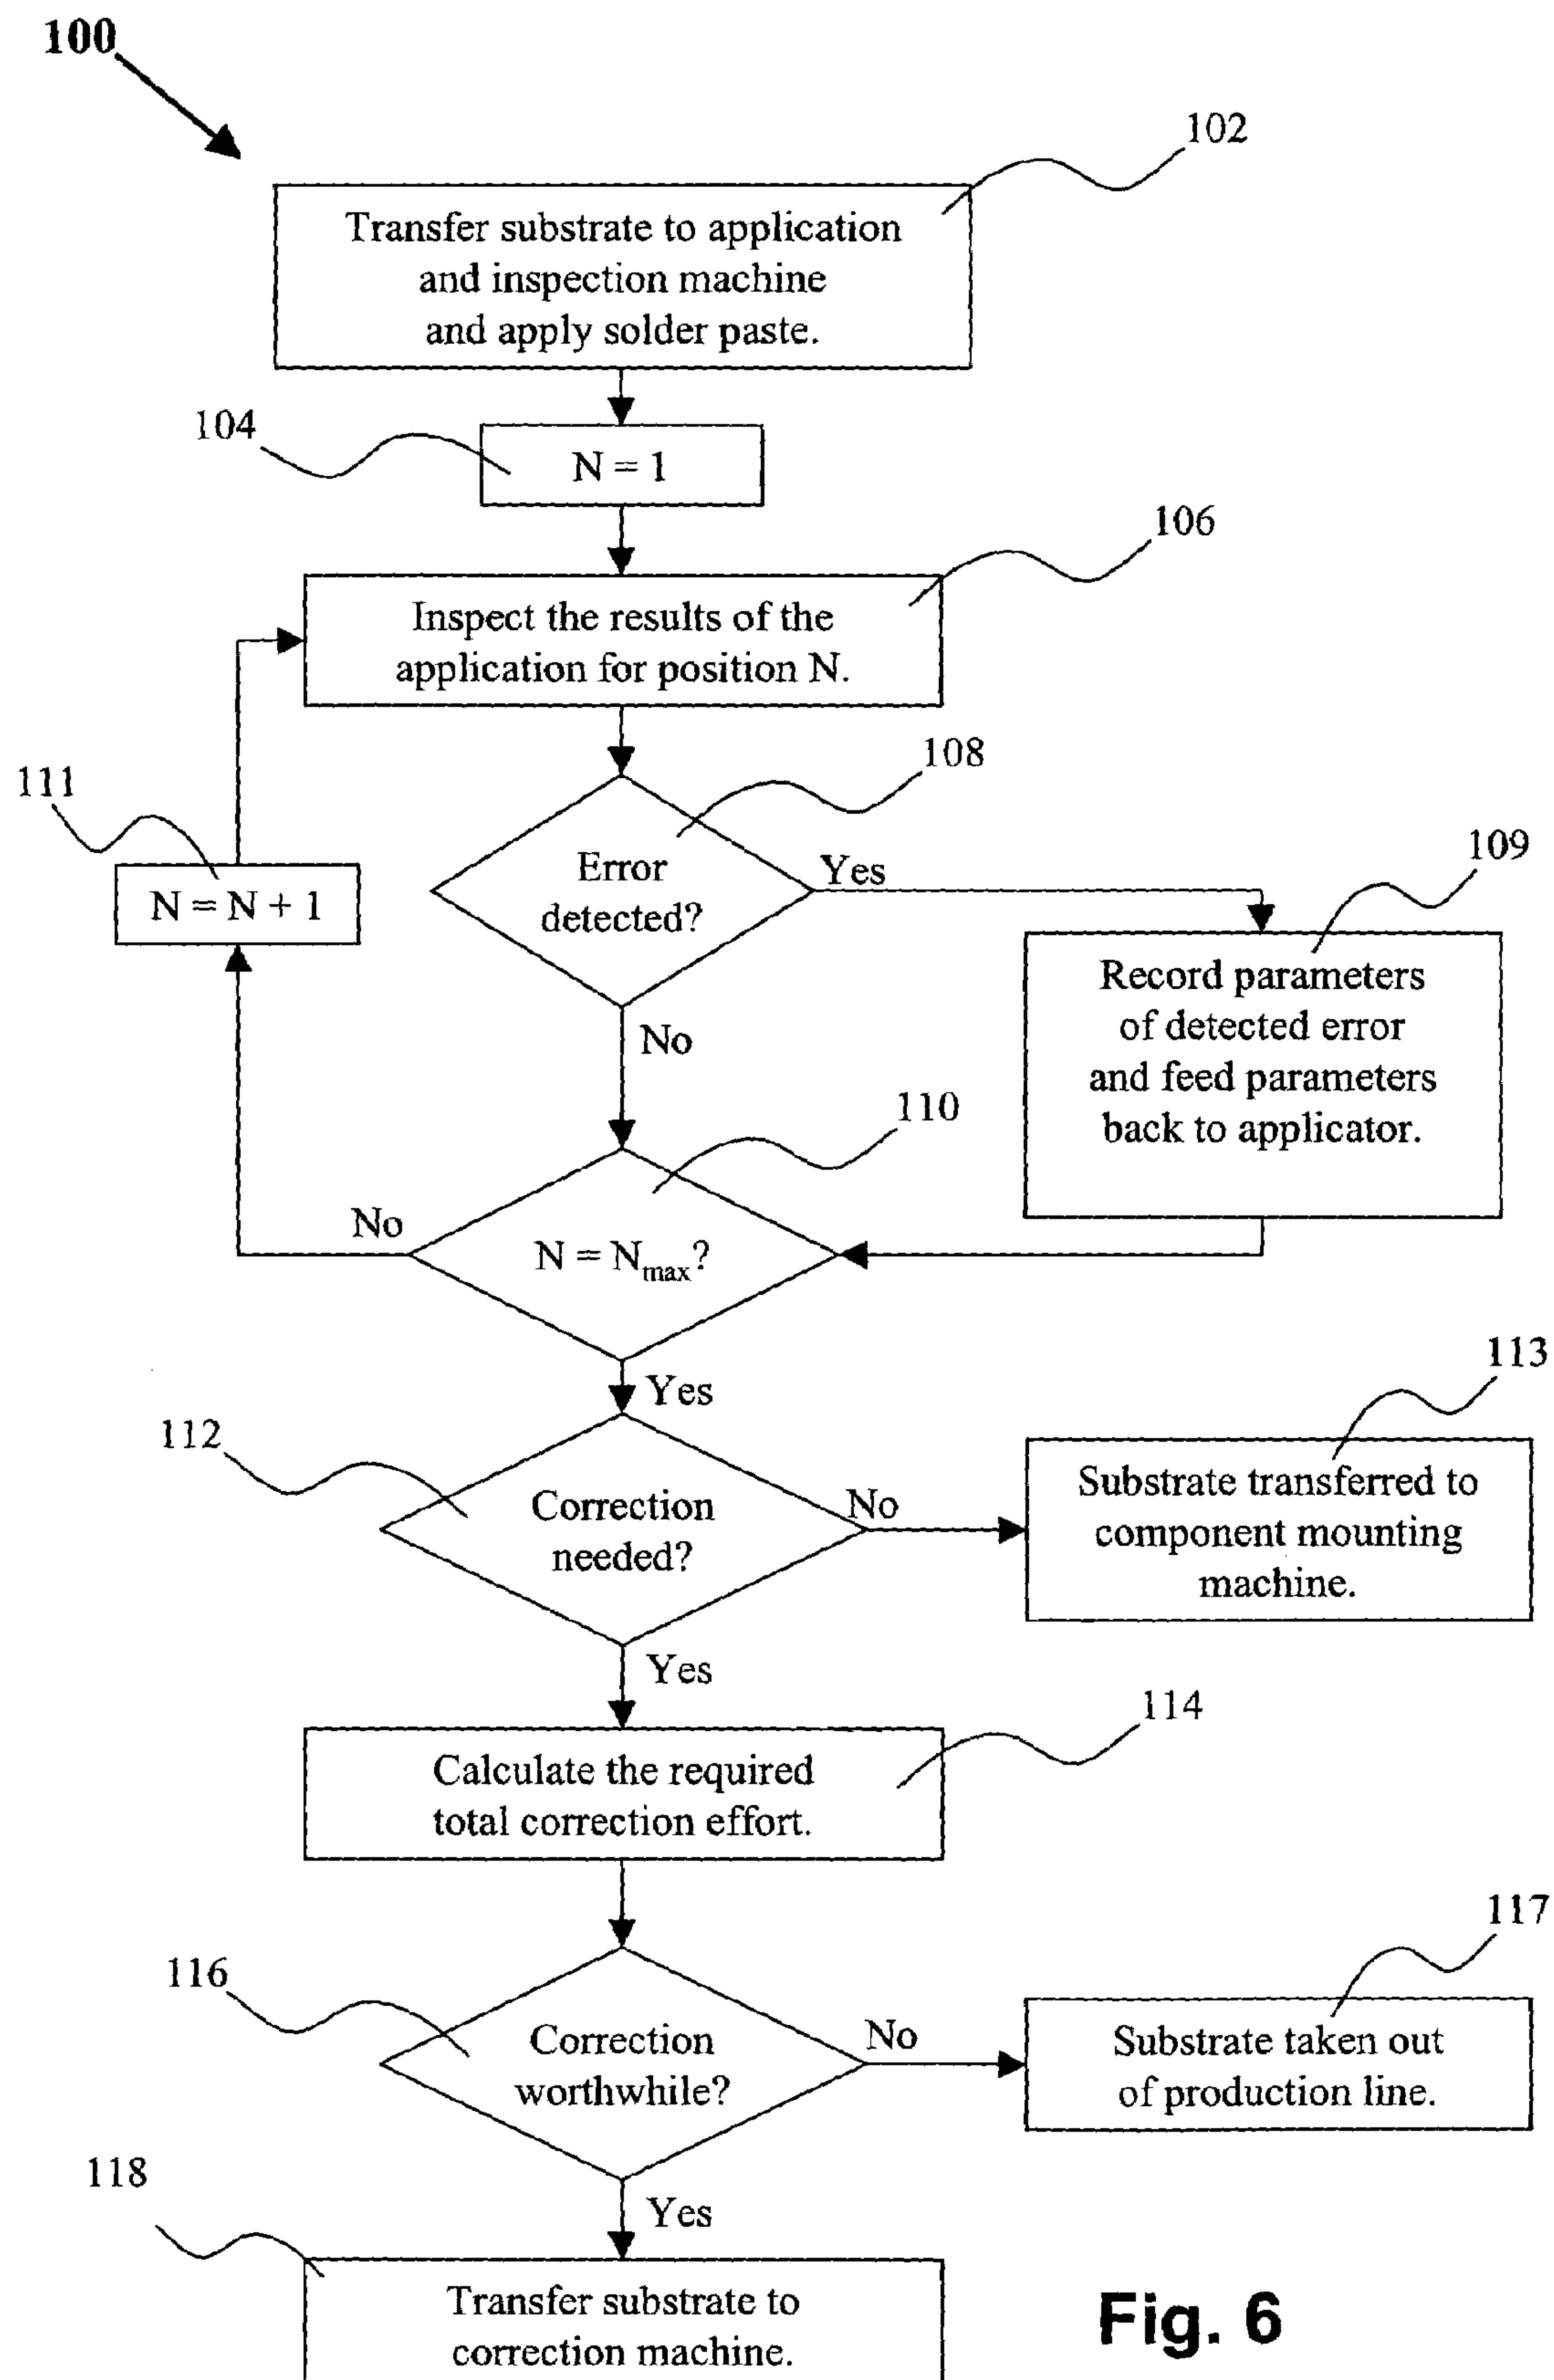 100
102
Transfer substrate to application
and inspection machine
and apply solder paste.
104
N = 1
106
Inspect the results of the
application for position N.
108
111
Error
detected?
Yes
109
N = N + 1
Record parameters
of detected error
and feed parameters
back to applicator.
No
110
No
N = Nmax?
Yes
113
112
Correction
needed?
No
Substrate transferred to
component mounting
machine.
Yes
114
Calculate the required
total correction effort.
117
116
Correction
worthwhile?
No
Substrate taken out
of production line.
118
Yes
Transfer substrate to
correction machine.
Fig. 6